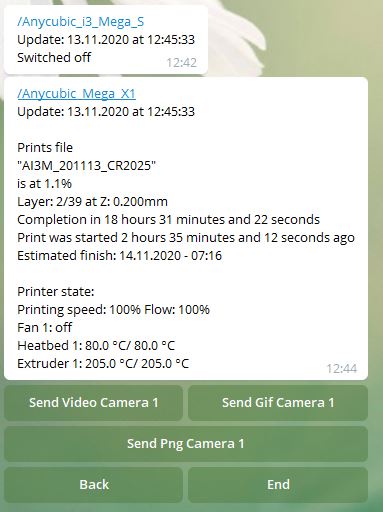 /Anycubic_i3_Mega_S
Update: 13.11.2020 at 12:45:33
Switched off
12:42
/Anycubic_Mega_X1
Update: 13.11.2020 at 12:45:33
Prints file
"AI3M_201113_CR2025"
is at 1.1%
Layer: 2/39 at Z: 0.200mm
Completion in 18 hours 31 minutes and 22 seconds
Print was started 2 hours 35 minutes and 12 seconds ago
Estimated finish: 14.11.2020 - 07:16
Printer state:
Printing speed: 100% Flow: 100%
Fan 1: off
Heatbed 1: 80.0 °C/ 80.0 °C
Extruder 1: 205.0 °C/ 205.0 °C
12:44
Send Video Camera 1
Send Gif Camera 1
Send Png Camera 1
Back
End